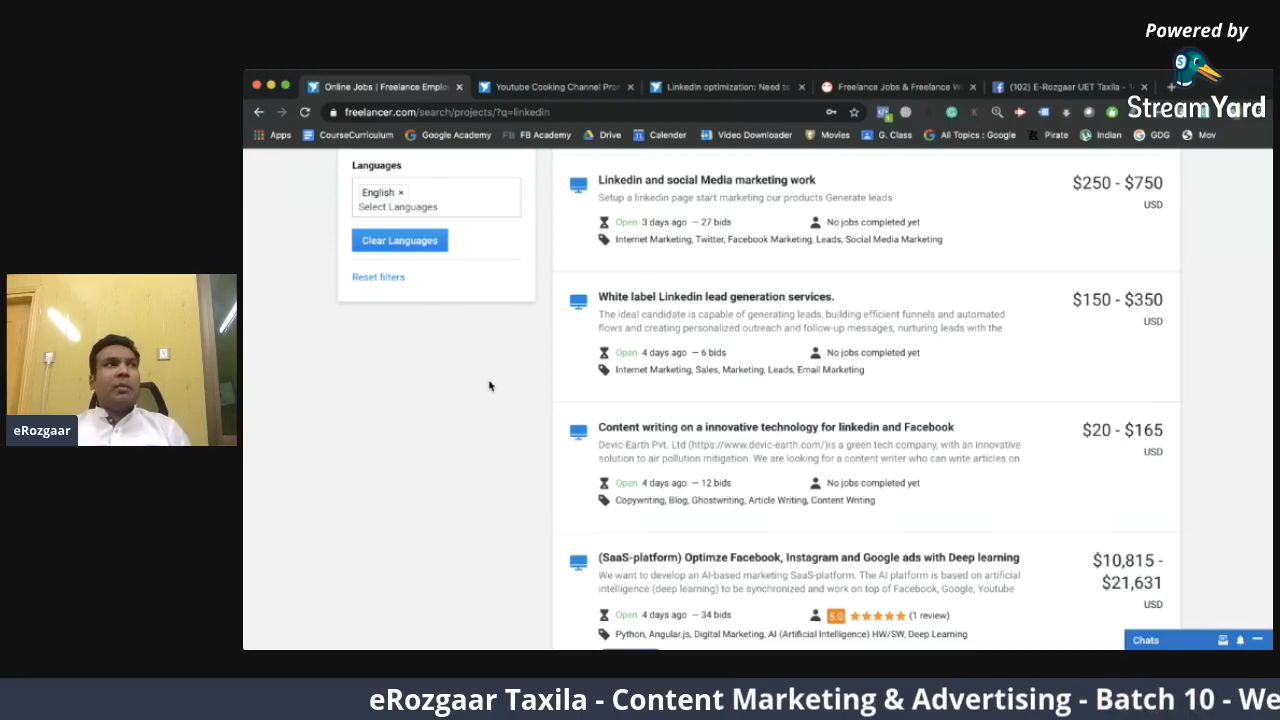 Powered by
StreamYard
Online Jobs | Freelance Emplo
Youtube Cooking Channel Pro
LinkedIn optimization: Need to
Freelance Jobs & Freelance W
(102) E-Rozgaar UET Taxila -
freelancer.com/search/projects/?q=linkedin
Apps
CourseCurriculum
Google Academy
FB Academy
Drive
Calender
Video Downloader
Movies
G. Class
All Topics : Google
Pirate
Indian
GDG
Mov
Languages
English ×
Select Languages
Clear Languages
Reset filters
Linkedin and social Media marketing work
$250 - $750
USD
Setup a linkedin page start marketing our products Generate leads
Open 3 days ago – 27 bids
No jobs completed yet
Internet Marketing, Twitter, Facebook Marketing, Leads, Social Media Marketing
White label Linkedin lead generation services.
$150 - $350
USD
The ideal candidate is capable of generating leads, building efficient funnels and automated
flows and creating personalized outreach and follow-up messages, nurturing leads with the
Open 4 days ago – 6 bids
No jobs completed yet
Internet Marketing, Sales, Marketing, Leads, Email Marketing
Content writing on a innovative technology for linkedin and Facebook
$20 - $165
USD
Devic-Earth Pvt. Ltd (https://www.devic-earth.com/)is a green tech company, with an innovative
solution to air pollution mitigation. We are looking for a content writer who can write articles on
Open 4 days ago – 12 bids
No jobs completed yet
Copywriting, Blog, Ghostwriting, Article Writing, Content Writing
(SaaS-platform) Optimze Facebook, Instagram and Google ads with Deep learning
$10,815 -
$21,631
USD
We want to develop an AI-based marketing SaaS-platform. The AI platform is based on artificial
intelligence (deep learning) to be synchronized and work on top of Facebook, Google, Youtube
Open 4 days ago – 34 bids
5.0
(1 review)
Python, Angular.js, Digital Marketing, AI (Artificial Intelligence) HW/SW, Deep Learning
Chats
eRozgaar
eRozgaar Taxila - Content Marketing & Advertising - Batch 10 - We